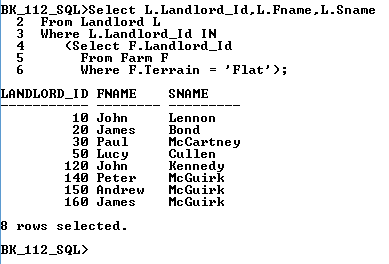 BK_112_SQL>Select L.Landlord_Id,L.Fname,L.Sname
  2  From Landlord L
  3  Where L.Landlord_Id IN
  4     (Select F.Landlord_Id
  5       From Farm F
  6       Where F.Terrain = 'Flat');
LANDLORD_ID FNAME    SNAME
----------- -------- ---------
         10 John     Lennon
         20 James    Bond
         30 Paul     McCartney
         50 Lucy     Cullen
        120 John     Kennedy
        140 Peter    McGuirk
        150 Andrew   McGuirk
        160 James    McGuirk
8 rows selected.
BK_112_SQL>